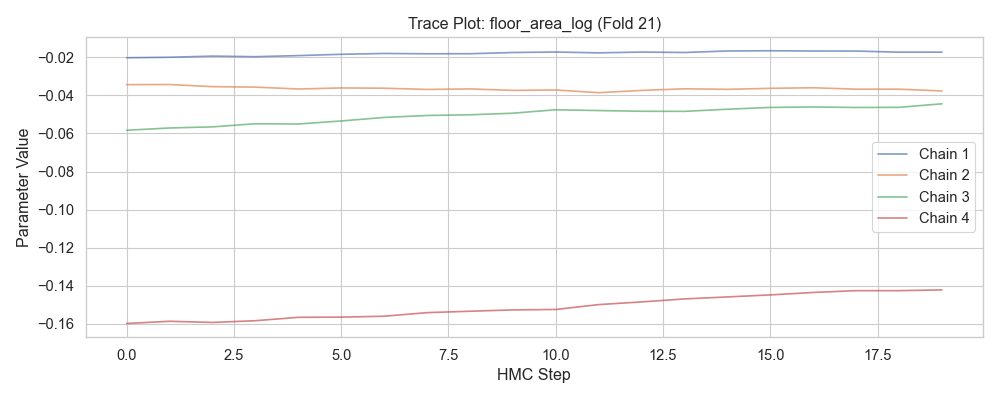 Trace Plot: floor_area_log (Fold 21)
Parameter Value
−0.02
−0.04
−0.06
−0.08
−0.10
−0.12
−0.14
−0.16
Chain 1
Chain 2
Chain 3
Chain 4
0.0 2.5 5.0 7.5 10.0 12.5 15.0 17.5
HMC Step